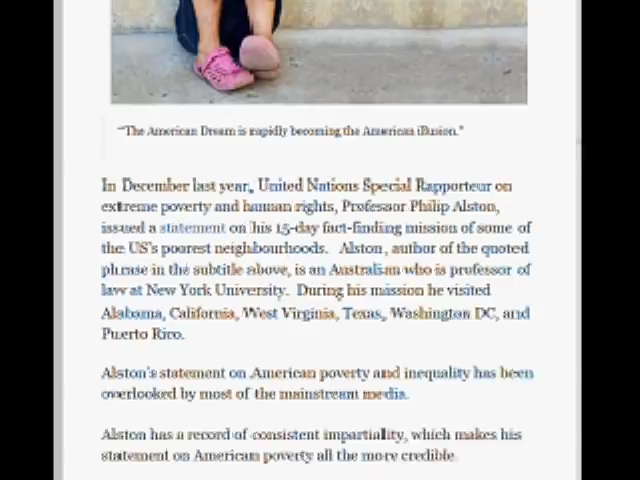 "The American Dream is rapidly becoming the American illusion."
In December last year, United Nations Special Rapporteur on
extreme poverty and human rights, Professor Philip Alston,
issued a statement on his 15-day fact-finding mission of some of
the US's poorest neighbourhoods. Alston, author of the quoted
phrase in the subtitle above, is an Australian who is professor of
law at New York University. During his mission he visited
Alabama, California, West Virginia, Texas, Washington DC, and
Puerto Rico.
Alston's statement on American poverty and inequality has been
overlooked by most of the mainstream media.
Alston has a record of consistent impartiality, which makes his
statement on American poverty all the more credible.